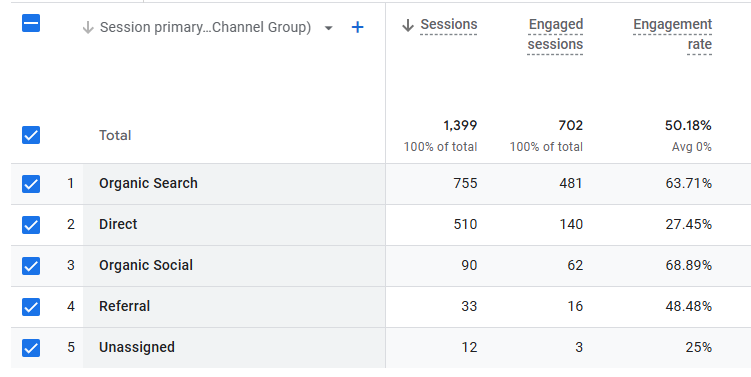 Session primary...Channel Group) Sessions Engaged sessions Engagement rate
Total 1,399 702 50.18%
100% of total 100% of total Avg 0%
1 Organic Search 755 481 63.71%
2 Direct 510 140 27.45%
3 Organic Social 90 62 68.89%
4 Referral 33 16 48.48%
5 Unassigned 12 3 25%